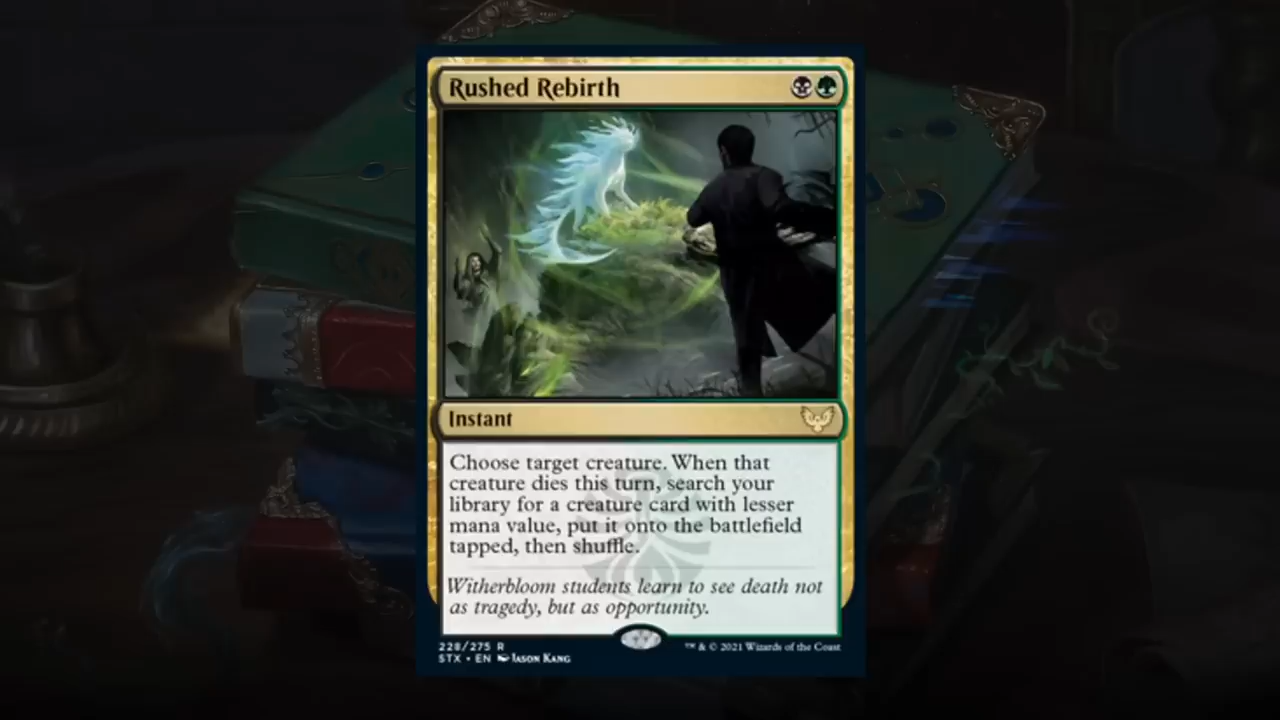 Rushed Rebirth
Instant
Choose target creature. When that
creature dies this turn, search your
library for a creature card with lesser
mana value, put it onto the battlefield
tapped, then shuffle.
Witherbloom students learn to see death not
as tragedy, but as opportunity.
228/275 R
STX • EN Jason Kang
™ & © 2021 Wizards of the Coast